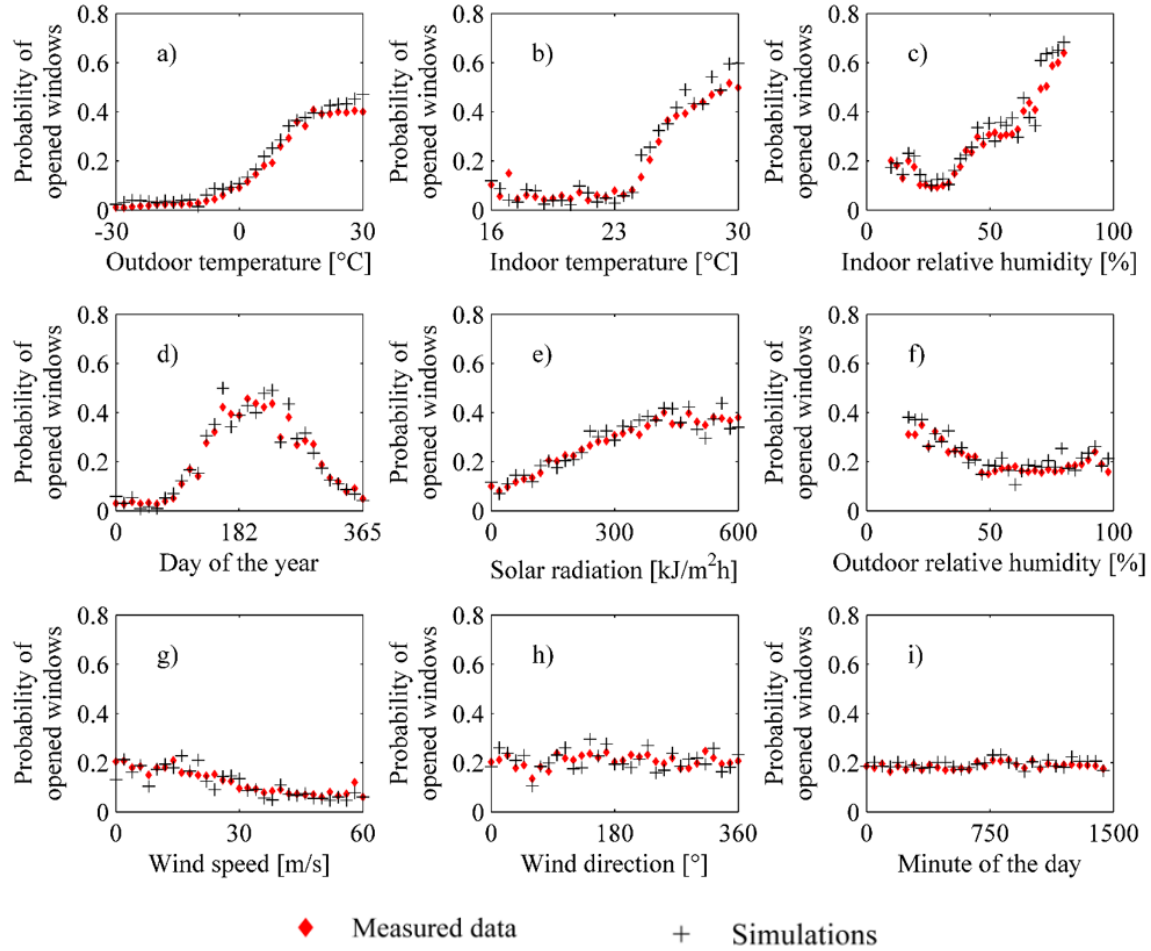 Probability of
opened windows
0.8
0.6
0.4
0.2
0
a)
-30
0
30
Outdoor temperature [°C]
Probability of
opened windows
0.8
0.6
0.4
0.2
0
b)
16
23
30
Indoor temperature [°C]
Probability of
opened windows
0.8
0.6
0.4
0.2
0
c)
0
50
100
Indoor relative humidity [%]
Probability of
opened windows
0.8
0.6
0.4
0.2
0
d)
0
182
365
Day of the year
Probability of
opened windows
0.8
0.6
0.4
0.2
0
e)
0
300
600
Solar radiation [kJ/m²h]
Probability of
opened windows
0.8
0.6
0.4
0.2
0
f)
0
50
100
Outdoor relative humidity [%]
Probability of
opened windows
0.8
0.6
0.4
0.2
0
g)
0
30
60
Wind speed [m/s]
Probability of
opened windows
0.8
0.6
0.4
0.2
0
h)
0
180
360
Wind direction [°]
Probability of
opened windows
0.8
0.6
0.4
0.2
0
i)
0
750
1500
Minute of the day
Measured data
Simulations